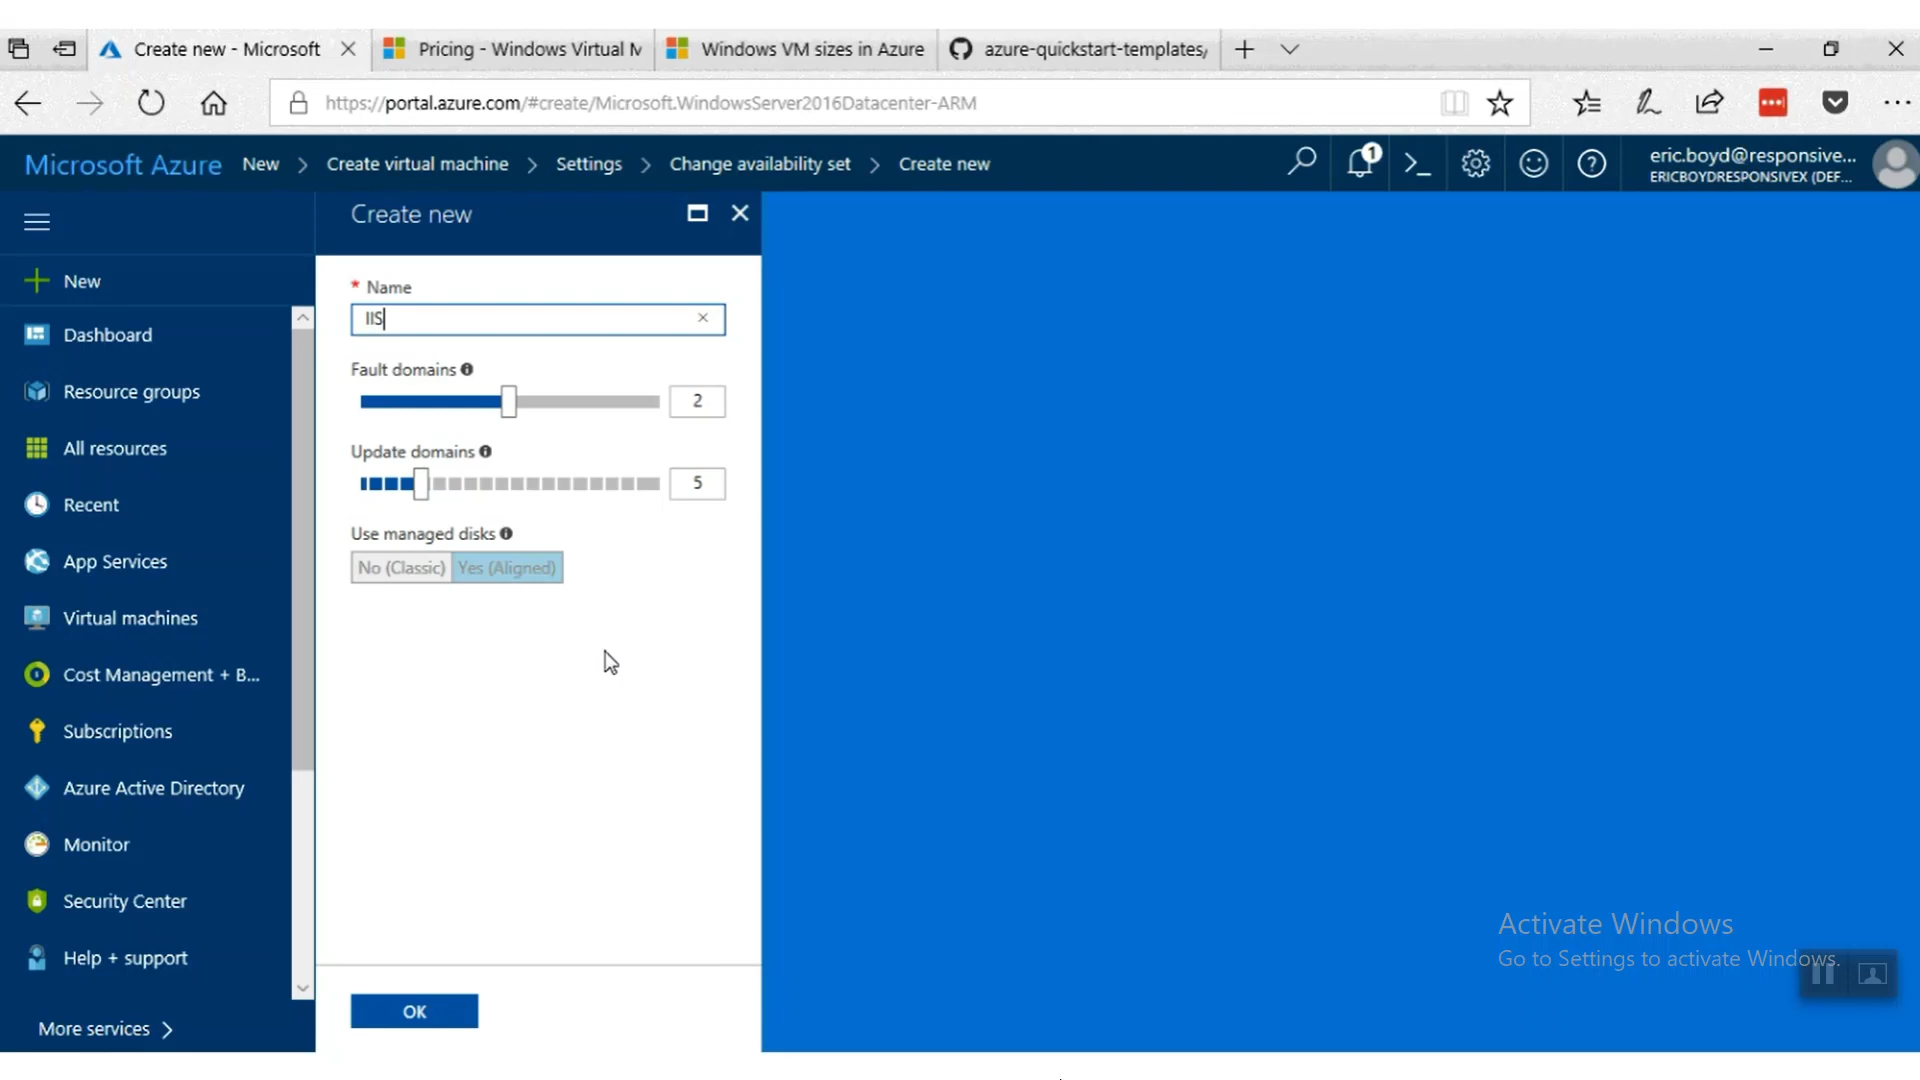 Create new - Microsoft
Pricing - Windows Virtual M
Windows VM sizes in Azure
azure-quickstart-templates/
https://portal.azure.com/#create/Microsoft.WindowsServer2016Datacenter-ARM
Microsoft Azure New > Create virtual machine > Settings > Change availability set > Create new
1
eric.boyd@responsive...
ERICBOYDRESPONSIVEX (DEF...
Create new
New
Dashboard
Resource groups
All resources
Recent
App Services
Virtual machines
Cost Management + B...
Subscriptions
Azure Active Directory
Monitor
Security Center
Help + support
More services >
* Name
IIS
Fault domains
2
Update domains
5
Use managed disks
No (Classic) Yes (Aligned)
OK
Activate Windows
Go to Settings to activate Windows.